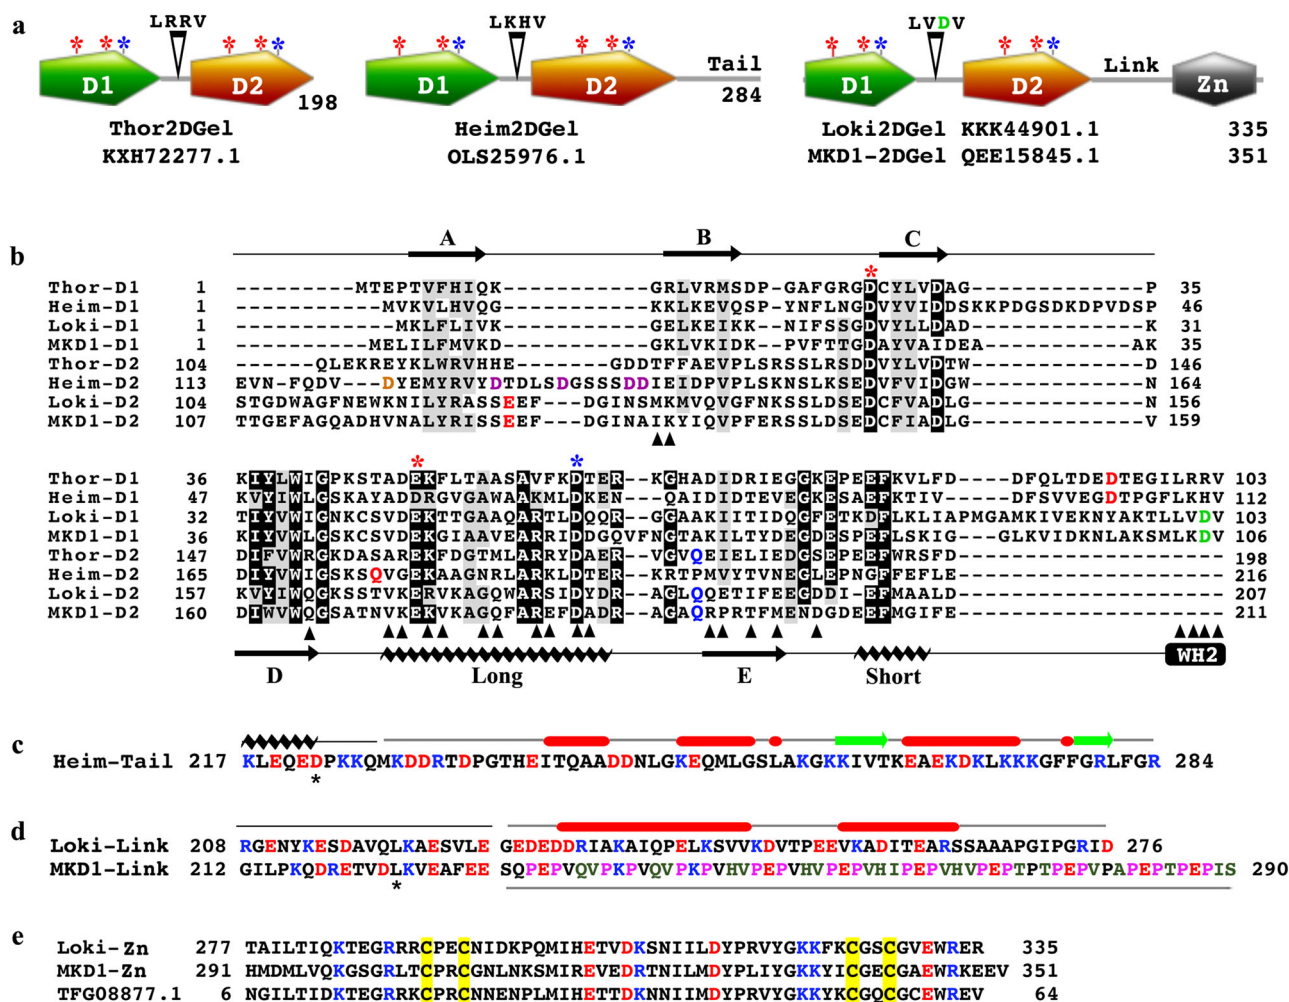 a
LRRV LKHV LVDV
* * * * * * * * * * * * * * * * * *
D1 D2 D1 D2 Tail D1 D2 Link Zn
198 284
Thor2DGel Heim2DGel Loki2DGel KKK44901.1 335
KXH72277.1 OLS25976.1 MKD1-2DGel QEE15845.1 351
b
A B C
*
Thor-D1 1 ---------MTEPTVFHIQK-----------GRLVRMSDP-GAFGRGDCYLVDAG-------------P 35
Heim-D1 1 -----------MVKVLHVQG----------- YNFLNGDVYVIDDSKKPDGSDKDPVDSP 46
Loki-D1 1 ------------MKLFLIVK-----------GELKEIKK--NIFSSGDVYLLDAD-------------K 31
MKD1-D1 1 -----------MELILFMVKD----------GKLVKIDK--PVFTTGDAYVAIDEA-----------AK 35
Thor-D2 104 ------QLEKREYKLWRVHHE-------GDDTFFAEVPLSRSSLRSDDVYLVDTW-------------D 146
Heim-D2 113 EVN-FQDV---DYEMYRVYDTDLSDGSSSDDIEIDPVPLSKNSLKSEDVFVIDGW-------------N 164
Loki-D2 104 STGDWAGFNEWKNILYRASSEEF---DGINSMKMVQVGFNKSSLDSEDVYLADLG-------------N 156
MKD1-D2 107 TTGEFAGQADHVNALYRISSEEF---DGINAIKYIQVPFERSSLDSEDCFIADLG-------------V 159
* *
Thor-D1 36 KIYLWIGPKSTADEKFLTAASAVFKDTER--KGHADIDRIEGGKEPEEFKVLFD----DFQLTDEDTEGILRRV 103
Heim-D1 47 KVYIWLGSKAYADDRGVGAWAAKMLDKEN--QAIDIDTEVEGKESAEFKTIV-----DFSVVEGDTPGFLKHV 112
Loki-D1 32 TIYVWIGNKCSVDEKTTGAAQARTLDQQR--GGAAKIITIDQGFETKDFLKLIAPMGAMKIVEKNYAKTLLVDV 103
MKD1-D1 36 KIYVWIGSKCSVDEKGIAAVEARRYDDGQVFNGTAKILTYDEGESPEFLSKIG---GLKVIDKNLAKSMLKDV 106
Thor-D2 147 DIFVWRGKDASAREKFDGTMLARRYDAER--VGVQEIELIEDGSEPEEFWRSFD-------------------- 198
Heim-D2 165 DIYVWIGSKSQVGEKAAGNRLARKLDTER--KRTPMVYTVNEGLEPNGFFEFLE-------------------- 216
Loki-D2 157 KVYIWQGKSSTVKERVKAGQWARSIDTDR--AGLQQETIFEEGDDIEFMAALD-------------------- 207
MKD1-D2 160 DIWVWQGSATNVKEKVKAGQFAREFDADR--GAQRPRTFMENDGDEEFMGIFE-------------------- 211
D Long E Short WH2
c
Heim-Tail 217 KLEQEDPKKQMKDDRTDPGTHEITQAADDNLGKEQMLGSLAKGKKIVTKEAEKDKLKKKGFFGRLFGR 284
*
d
Loki-Link 208 RGENYKESDAVQLKAESVLE GEDEDDRIAKAIQPELKSVVKDVTPEEVKADITEARSSAAAPGIPGRID 276
MKD1-Link 212 GILPKQDRETVDLKVEAFEE SQPEPVQVPKPVQVPKPVHVPEPVHVPEPVHIPEPVHVPEPTPTPEPVPAPEPTPEPIS 290
*
e
Loki-Zn 277 TAILTIQKTEGRRRCPECNIDKPQMIHETVDKSNIILDYPRVYGKKFKCGSCGVEWRER 335
MKD1-Zn 291 HMDMLVQKGSGRLTCPRCGNLNKSMIREVEDRTNILMDYPLIYGKKYICGECGAEWRKEEV 351
TFG08877.1 6 NGILTIDKTEGRRKCPRCNNENPLMIHETTDKNNIIMDYPRVYGKKYKCGQCGCEWREV 64